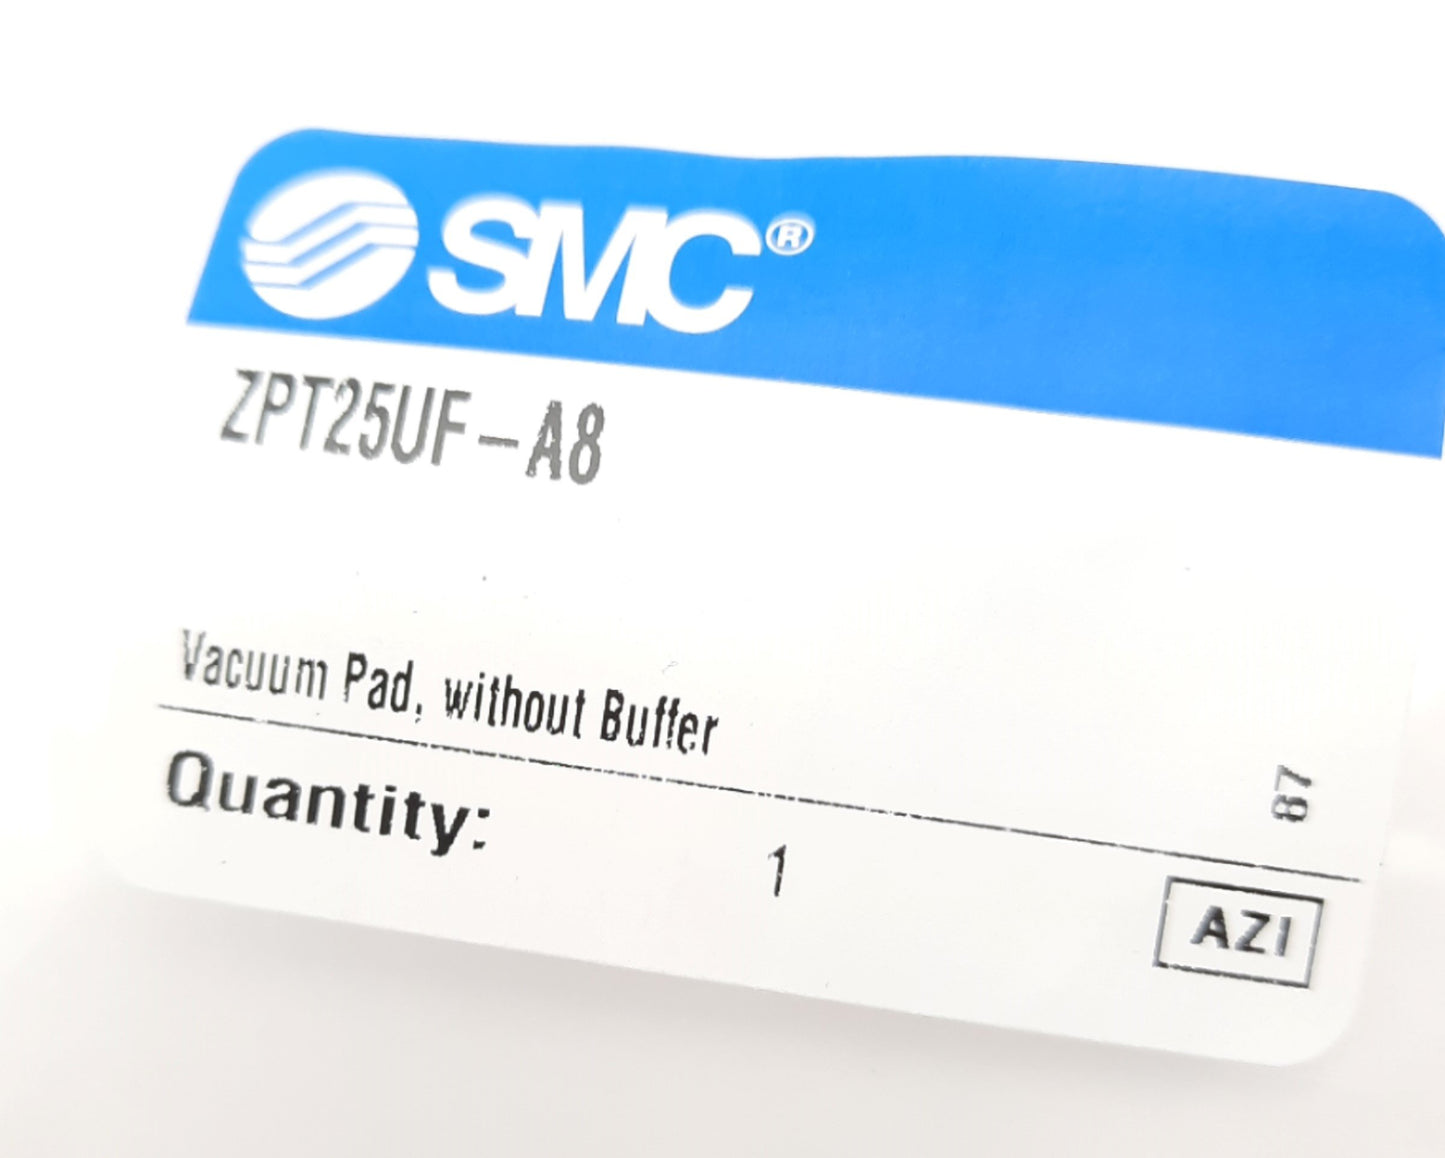 SMC®
ZPT25UF-A8
Vacuum Pad, without Buffer
87
Quantity: 1
AZI